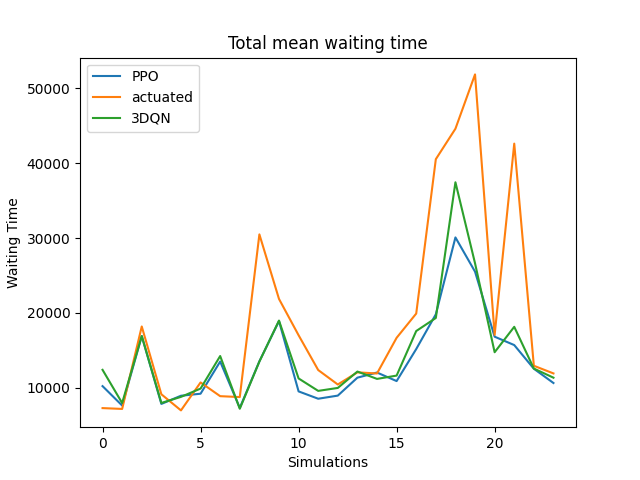 Total mean waiting time
PPO
actuated
3DQN
50000
40000
30000
20000
10000
Waiting Time
0 5 10 15 20
Simulations